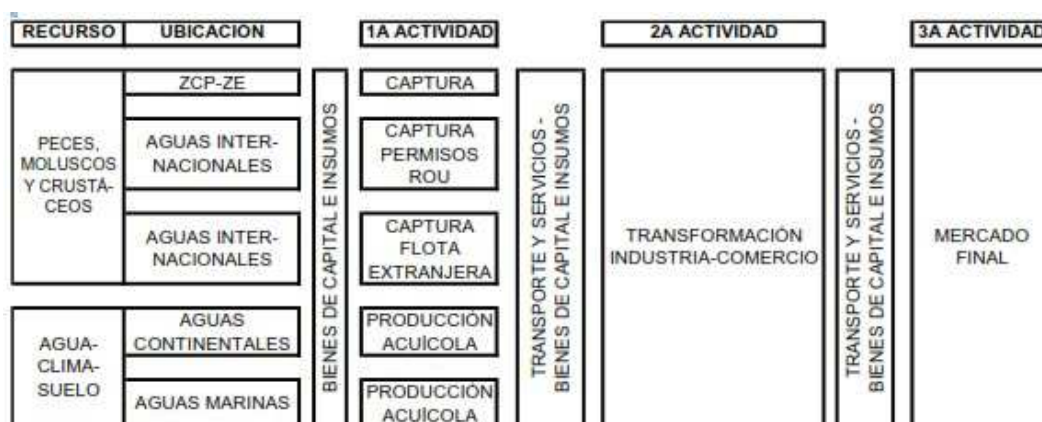 RECURSO
UBICACIÓN
1A ACTIVIDAD
2A ACTIVIDAD
3A ACTIVIDAD
PECES,
MOLUSCOS
Y CRUSTÁ-
CEOS
ZCP-ZE
AGUAS INTER-
NACIONALES
AGUAS INTER-
NACIONALES
AGUA-
CLIMA-
SUELO
AGUAS
CONTINENTALES
AGUAS MARINAS
BIENES DE CAPITAL E INSUMOS
CAPTURA
CAPTURA
PERMISOS
ROU
CAPTURA
FLOTA
EXTRANJERA
PRODUCCIÓN
ACUÍCOLA
PRODUCCIÓN
ACUÍCOLA
TRANSPORTE Y SERVICIOS -
BIENES DE CAPITAL E INSUMOS
TRANSFORMACIÓN
INDUSTRIA-COMERCIO
TRANSPORTE Y SERVICIOS -
BIENES DE CAPITAL E INSUMOS
MERCADO
FINAL